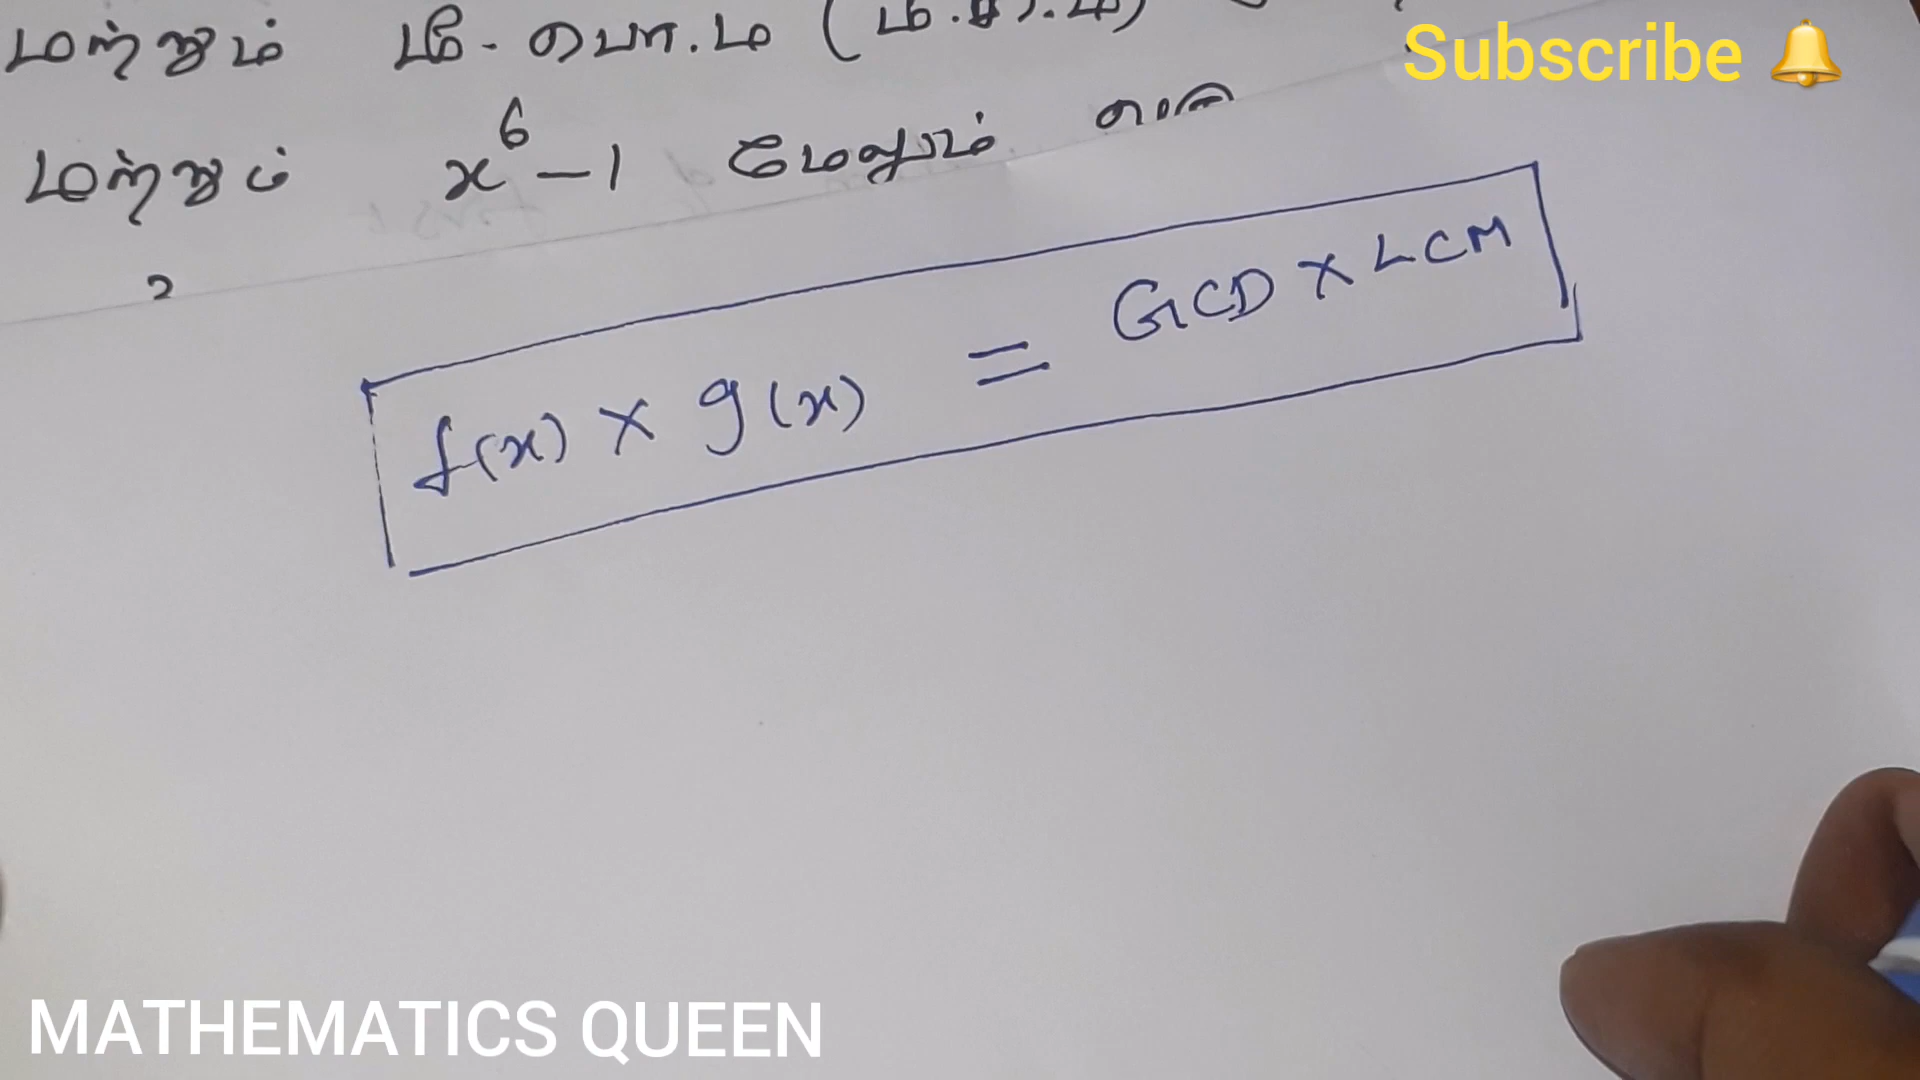 மற்றும் மீ.பொ.ம (மீ.சி.ம)
Subscribe 🔔
மற்றும் x⁶ - 1 மேலும்
f(x) × g(x) = GCD × LCM
MATHEMATICS QUEEN